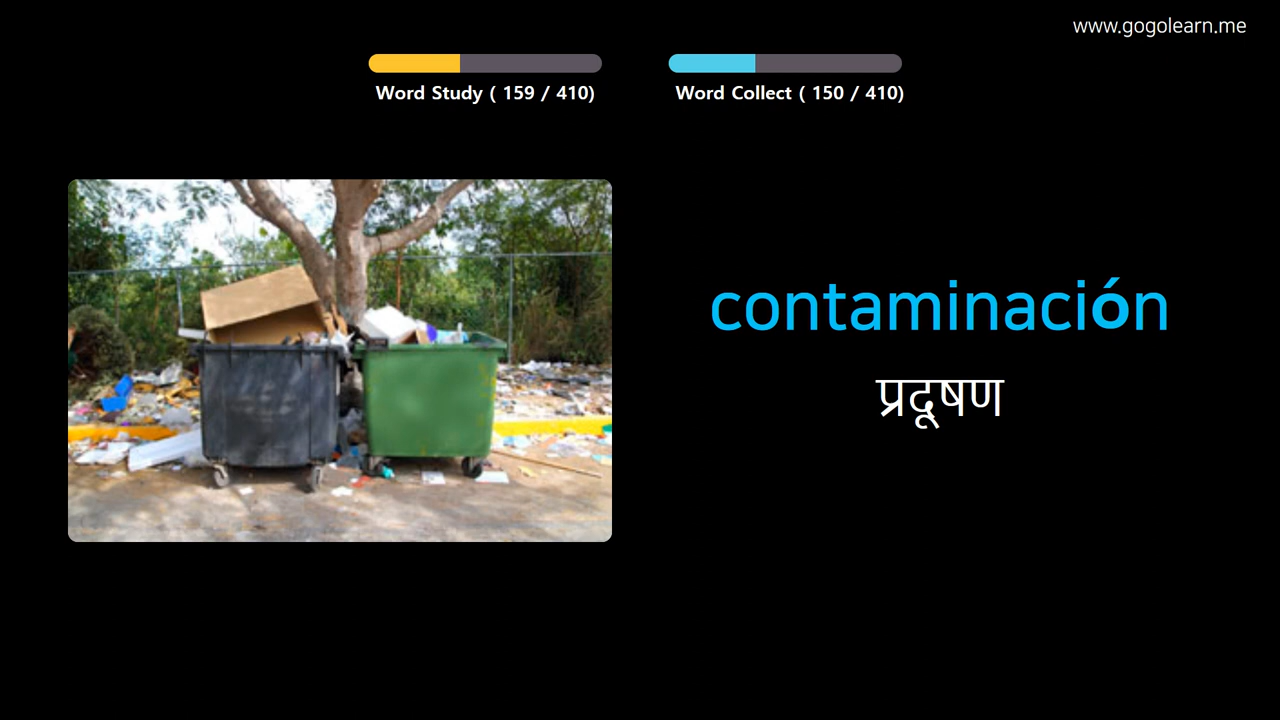 www.gogolearn.me
Word Study ( 159 / 410)
Word Collect ( 150 / 410)
contaminación
प्रदूषण